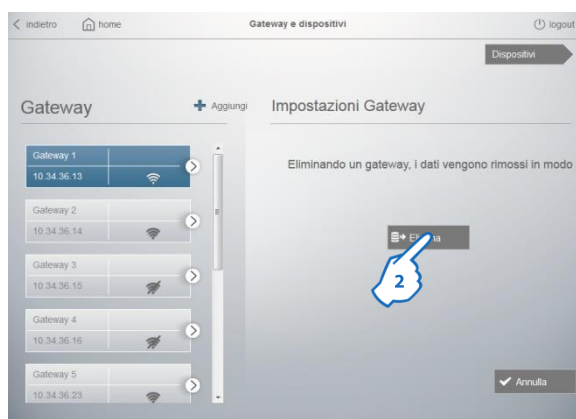 indietro home Gateway e dispositivi logout
Dispositivi
Gateway Aggiungi Impostazioni Gateway
Gateway 1
10.34.36.13
Eliminando un gateway, i dati vengono rimossi in modo
Gateway 2
10.34.36.14
2
Gateway 3
10.34.36.15
Gateway 4
10.34.36.16
Gateway 5
10.34.36.23
Annulla